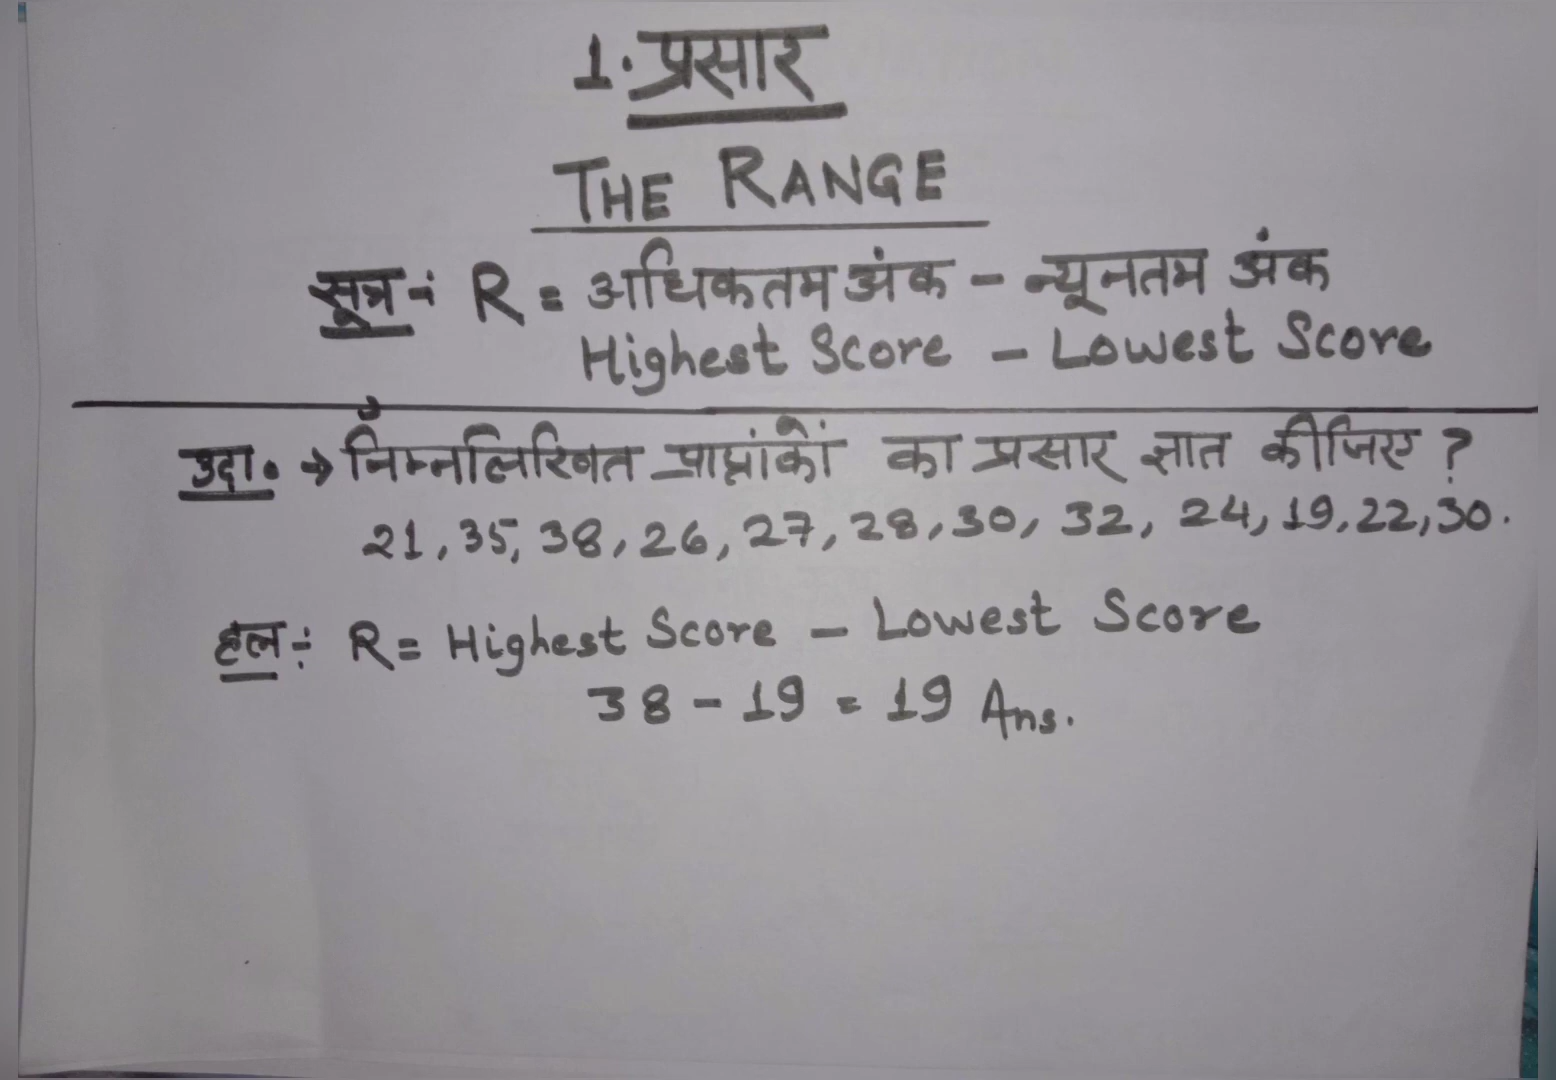 1. प्रसार
THE RANGE
सूत्र:- R = अधिकतम अंक - न्यूनतम अंक
Highest Score - Lowest Score
उदा. → निम्नलिखित प्राप्तांकों का प्रसार ज्ञात कीजिए ?
21, 35, 38, 26, 27, 28, 30, 32, 24, 19, 22, 30.
हल:- R = Highest Score - Lowest Score
38 - 19 = 19 Ans.